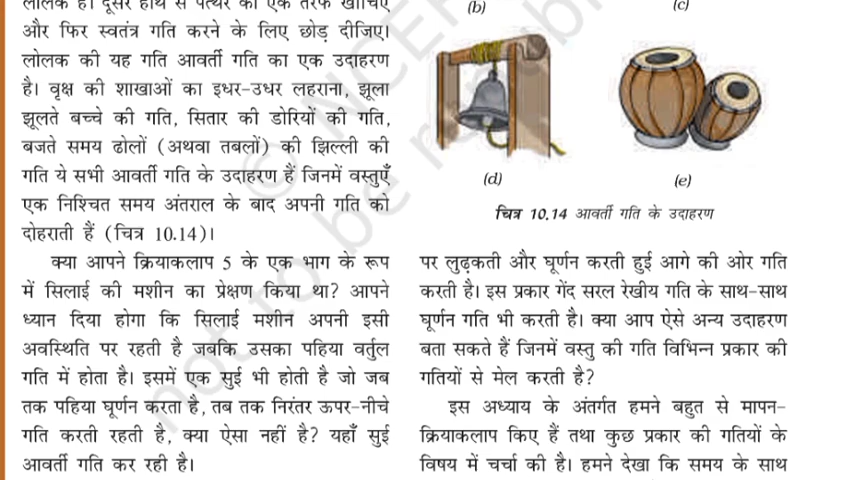 लोलक है। दूसरे हाथ से पत्थर को एक तरफ खींचिए
और फिर स्वतंत्र गति करने के लिए छोड़ दीजिए।
लोलक की यह गति आवर्ती गति का एक उदाहरण
है। वृक्ष की शाखाओं का इधर-उधर लहराना, झूला
झूलते बच्चे की गति, सितार की डोरियों की गति,
बजते समय ढोलों (अथवा तबलों) की झिल्ली की
गति ये सभी आवर्ती गति के उदाहरण हैं जिनमें वस्तुएँ
एक निश्चित समय अंतराल के बाद अपनी गति को
दोहराती हैं (चित्र 10.14)।
क्या आपने क्रियाकलाप 5 के एक भाग के रूप
में सिलाई की मशीन का प्रेक्षण किया था? आपने
ध्यान दिया होगा कि सिलाई मशीन अपनी इसी
अवस्थिति पर रहती है जबकि उसका पहिया वर्तुल
गति में होता है। इसमें एक सुई भी होती है जो जब
तक पहिया घूर्णन करता है, तब तक निरंतर ऊपर-नीचे
गति करती रहती है, क्या ऐसा नहीं है? यहाँ सुई
आवर्ती गति कर रही है।
(b)
(c)
(d)
(e)
चित्र 10.14 आवर्ती गति के उदाहरण
पर लुढ़कती और घूर्णन करती हुई आगे की ओर गति
करती है। इस प्रकार गेंद सरल रेखीय गति के साथ-साथ
घूर्णन गति भी करती है। क्या आप ऐसे अन्य उदाहरण
बता सकते हैं जिनमें वस्तु की गति विभिन्न प्रकार की
गतियों से मेल करती है?
इस अध्याय के अंतर्गत हमने बहुत से मापन-
क्रियाकलाप किए हैं तथा कुछ प्रकार की गतियों के
विषय में चर्चा की है। हमने देखा कि समय के साथ
© NCER
not to be re